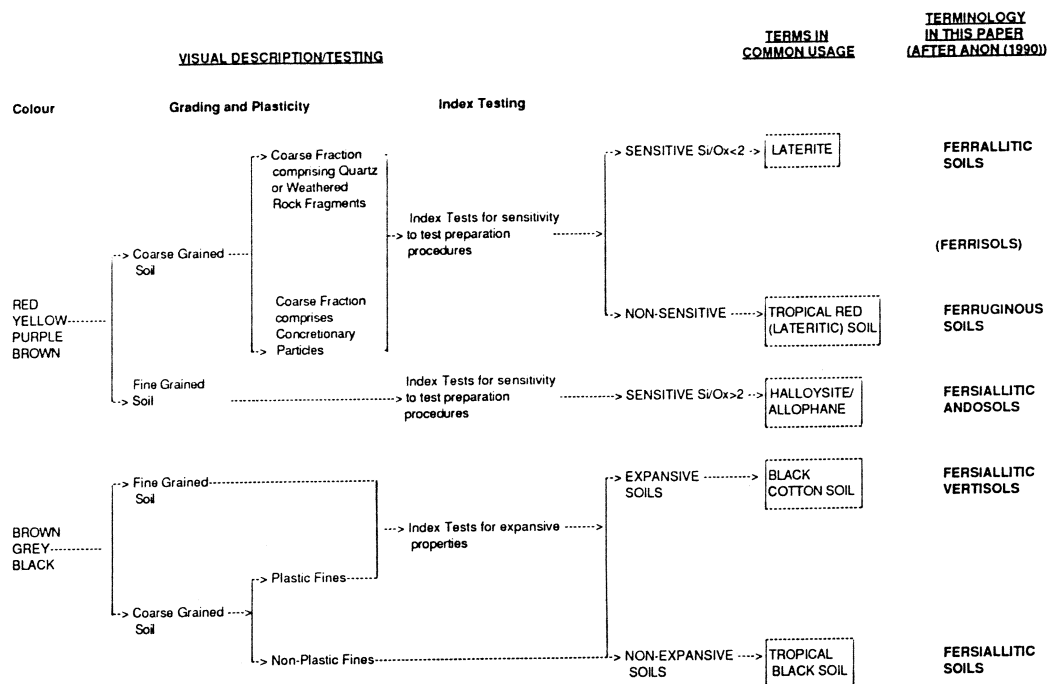 TERMINOLOGY
IN THIS PAPER
(AFTER ANON (1990))
TERMS IN
COMMON USAGE
VISUAL DESCRIPTION/TESTING
Colour
Grading and Plasticity
Index Testing
Coarse Fraction
comprising Quartz
or Weathered
Rock Fragments
SENSITIVE Si/Ox<2
LATERITE
FERRALLITIC
SOILS
Index Tests for sensitivity
to test preparation
procedures
Coarse Grained
Soil
(FERRISOLS)
RED
YELLOW
PURPLE
BROWN
Coarse Fraction
comprises
Concretionary
Particles
NON-SENSITIVE
TROPICAL RED
(LATERITIC) SOIL
FERRUGINOUS
SOILS
Fine Grained
Soil
Index Tests for sensitivity
to test preparation
procedures
SENSITIVE Si/Ox>2
HALLOYSITE/
ALLOPHANE
FERSIALLITIC
ANDOSOLS
Fine Grained
Soil
EXPANSIVE
SOILS
BLACK
COTTON SOIL
FERSIALLITIC
VERTISOLS
BROWN
GREY
BLACK
Index Tests for expansive
properties
Plastic Fines
Coarse Grained
Soil
Non-Plastic Fines
NON-EXPANSIVE
SOILS
TROPICAL
BLACK SOIL
FERSIALLITIC
SOILS